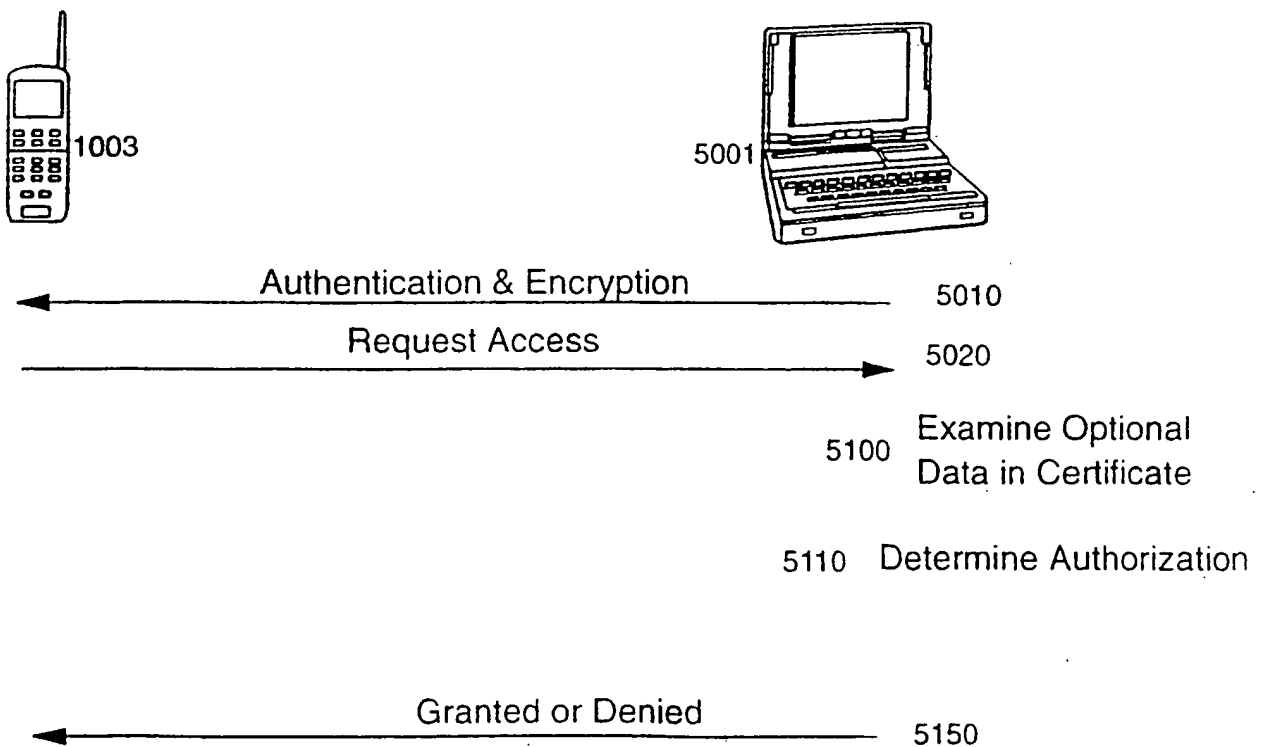 1003
5001
Authentication & Encryption 5010
Request Access 5020
5100 Examine Optional
Data in Certificate
5110 Determine Authorization
Granted or Denied 5150